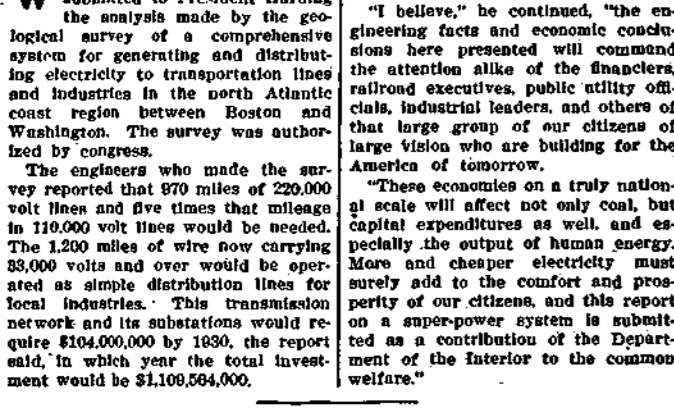 submitted to President Harding
the analysis made by the geo-
logical survey of a comprehensive
system for generating and distribut-
ing electricity to transportation lines
and industries in the north Atlantic
coast region between Boston and
Washington. The survey was author-
ized by congress.
The engineers who made the sur-
vey reported that 970 miles of 220,000
volt lines and five times that mileage
in 110,000 volt lines would be needed.
The 1,200 miles of wire now carrying
33,000 volts and over would be oper-
ated as simple distribution lines for
local industries. This transmission
network and its substations would re-
quire $104,000,000 by 1930, the report
said, in which year the total invest-
ment would be $1,109,564,000.
"I believe," he continued, "the en-
gineering facts and economic conclu-
sions here presented will command
the attention alike of the financiers,
railroad executives, public utility offi-
cials, industrial leaders, and others of
that large group of our citizens of
large vision who are building for the
America of tomorrow.
"These economies on a truly nation-
al scale will affect not only coal, but
capital expenditures as well, and es-
pecially the output of human energy.
More and cheaper electricity must
surely add to the comfort and pros-
perity of our citizens, and this report
on a super-power system is submit-
ted as a contribution of the Depart-
ment of the Interior to the common
welfare."